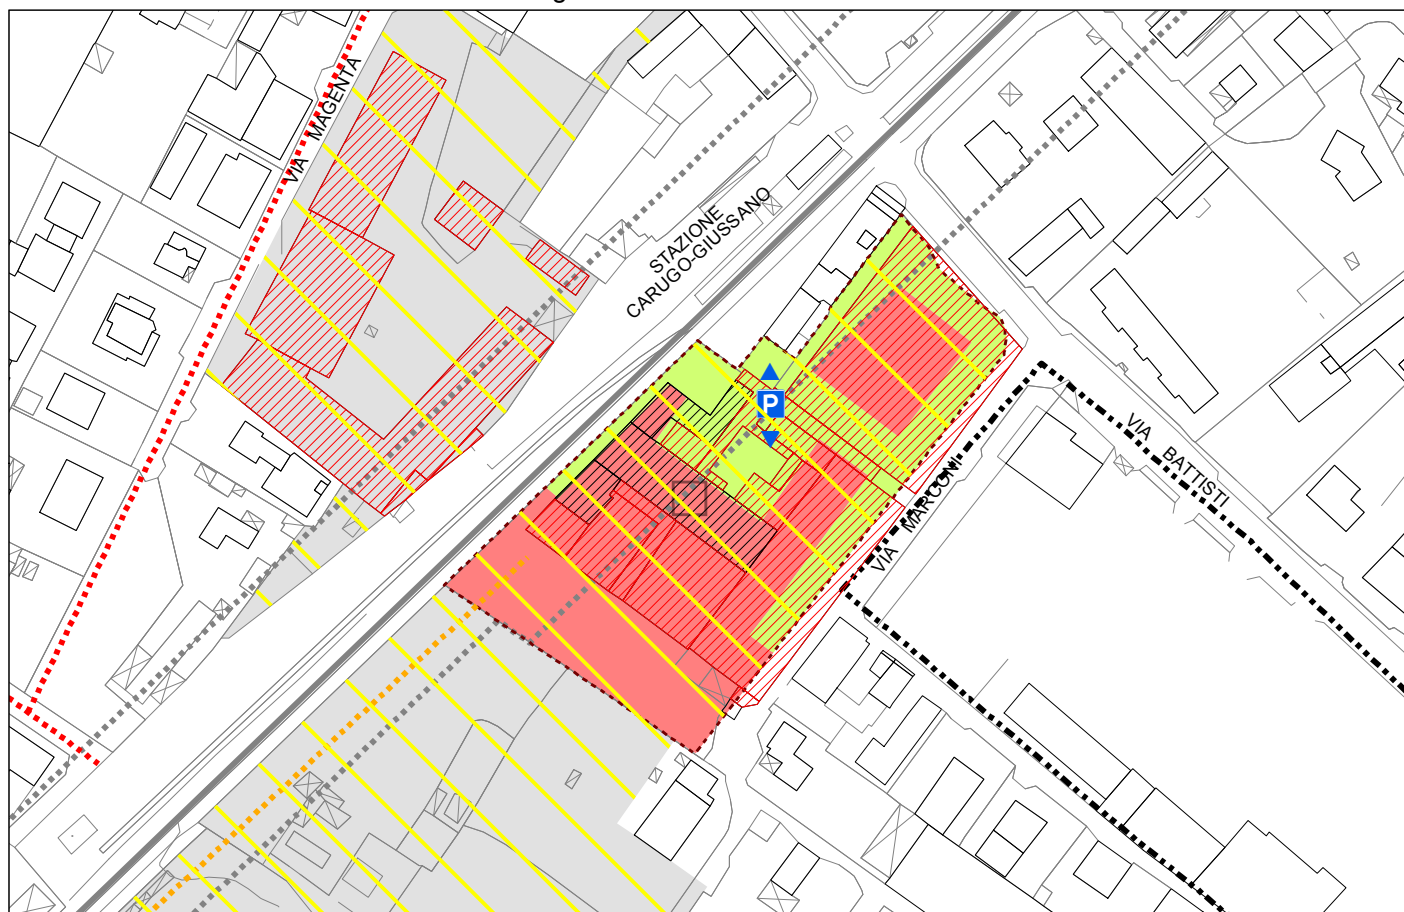 VIA MAGENTA
STAZIONE
CARUGO-GIUSSANO
P
VIA MARCONI
VIA BATTISTI